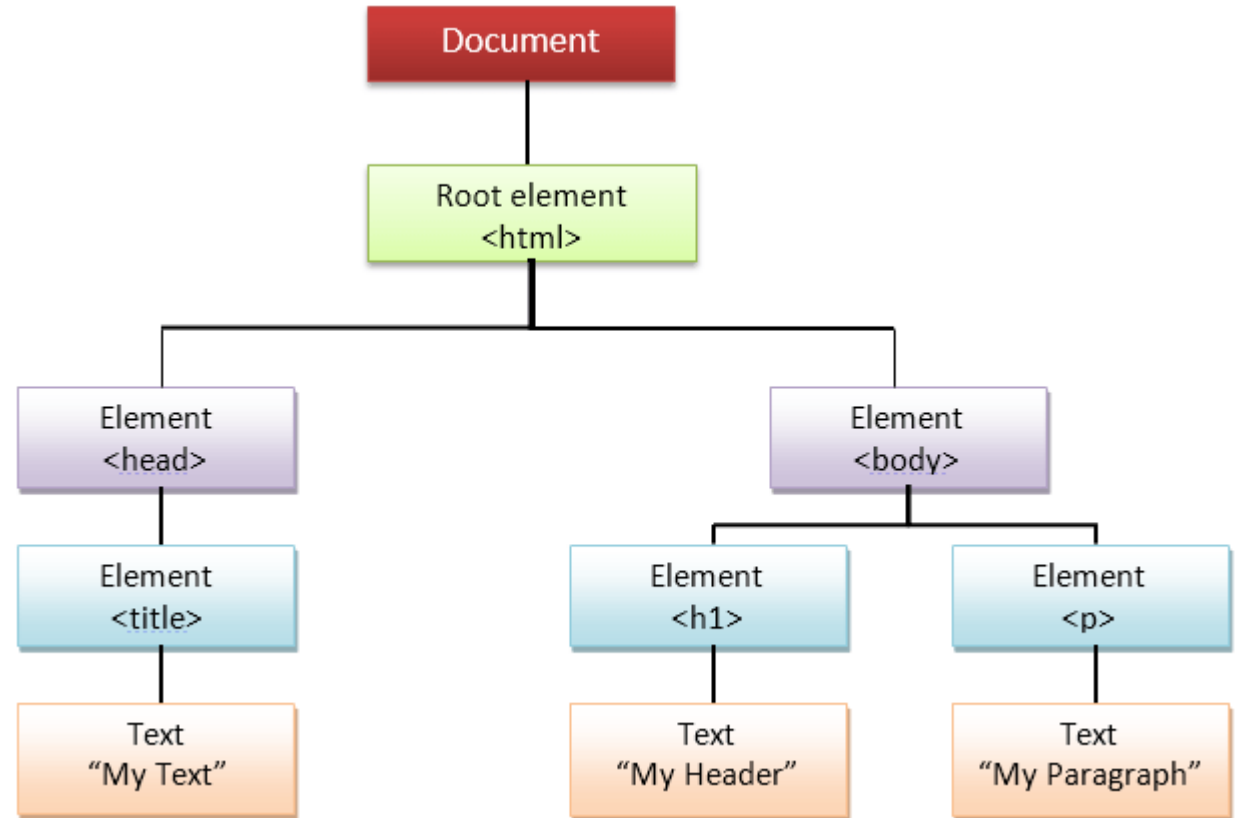 Document
Root element
<html>
Element
<head>
Element
<body>
Element
<title>
Element
<h1>
Element
<p>
Text
“My Text”
Text
“My Header”
Text
“My Paragraph”